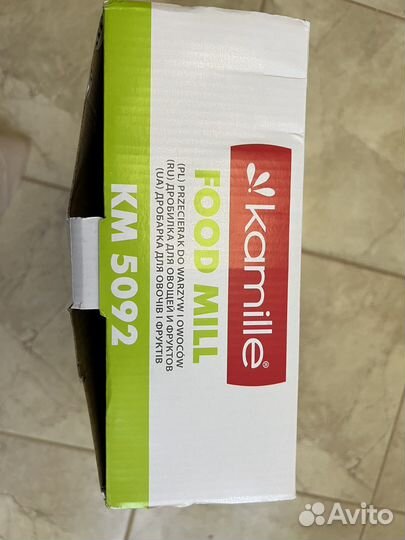 kamille®
FOOD MILL
(PL) PRZECIERAK DO WARZYW I OWOCÓW
(RU) ДРОБИЛКА ДЛЯ ОВОЩЕЙ И ФРУКТОВ
(UA) ДРОБАРКА ДЛЯ ОВОЧІВ І ФРУКТІВ
KM 5092
Avito